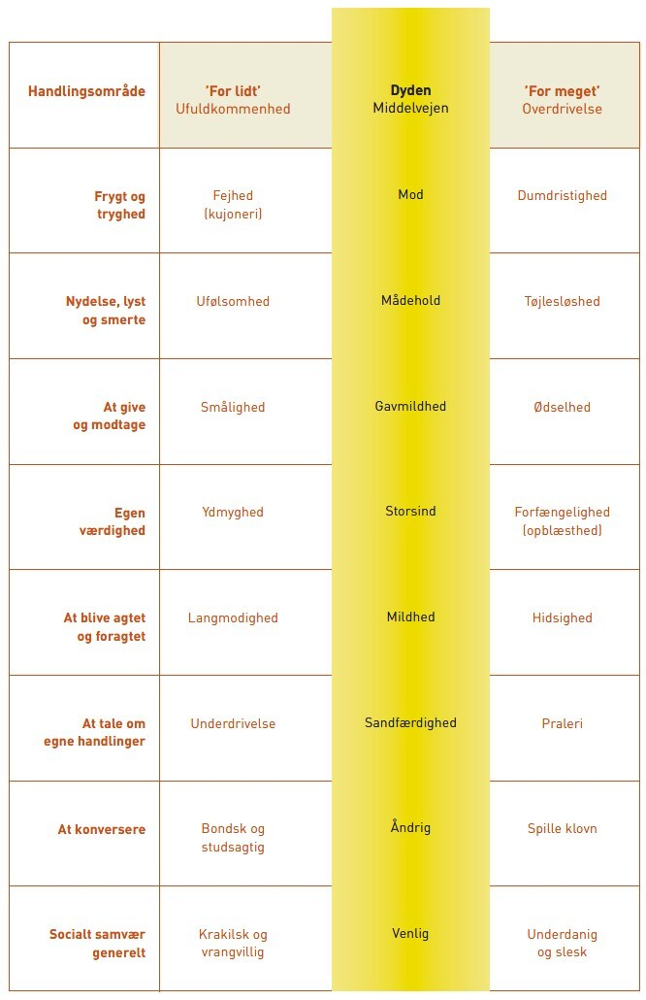 Handlingsområde
'For lidt'
Ufuldkommenhed
Dyden
Middelvejen
'For meget'
Overdrivelse
Frygt og
tryghed
Fejhed
(kujoneri)
Mod
Dumdristighed
Nydelse, lyst
og smerte
Ufølsomhed
Mådehold
Tøjlesløshed
At give
og modtage
Smålighed
Gavmildhed
Ødselhed
Egen
værdighed
Ydmyghed
Storsind
Forfængelighed
(opblæsthed)
At blive agtet
og foragtet
Langmodighed
Mildhed
Hidsighed
At tale om
egne handlinger
Underdrivelse
Sandfærdighed
Praleri
At konversere
Bondsk og
studsagtig
Åndrig
Spille klovn
Socialt samvær
generelt
Krakilsk og
vrangvillig
Venlig
Underdanig
og slesk